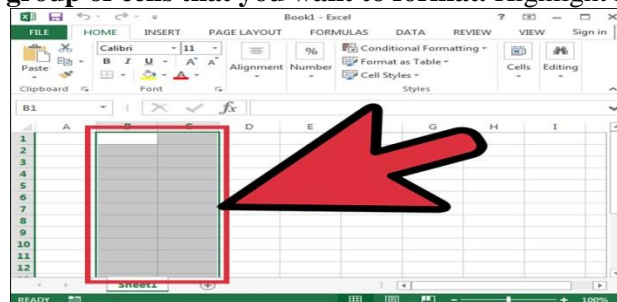 group of cells that you want to format. Highlight
Book1 - Excel
FILE HOME INSERT PAGE LAYOUT FORMULAS DATA REVIEW VIEW Sign in
Paste Calibri 11 Alignment Number Conditional Formatting Cells Editing
B I U A A Format as Table
A Cell Styles
Clipboard Font Styles
B1 fx
A B C D E G H I
1
2
3
4
5
6
7
8
9
10
11
12
Sheet1
READY 100%